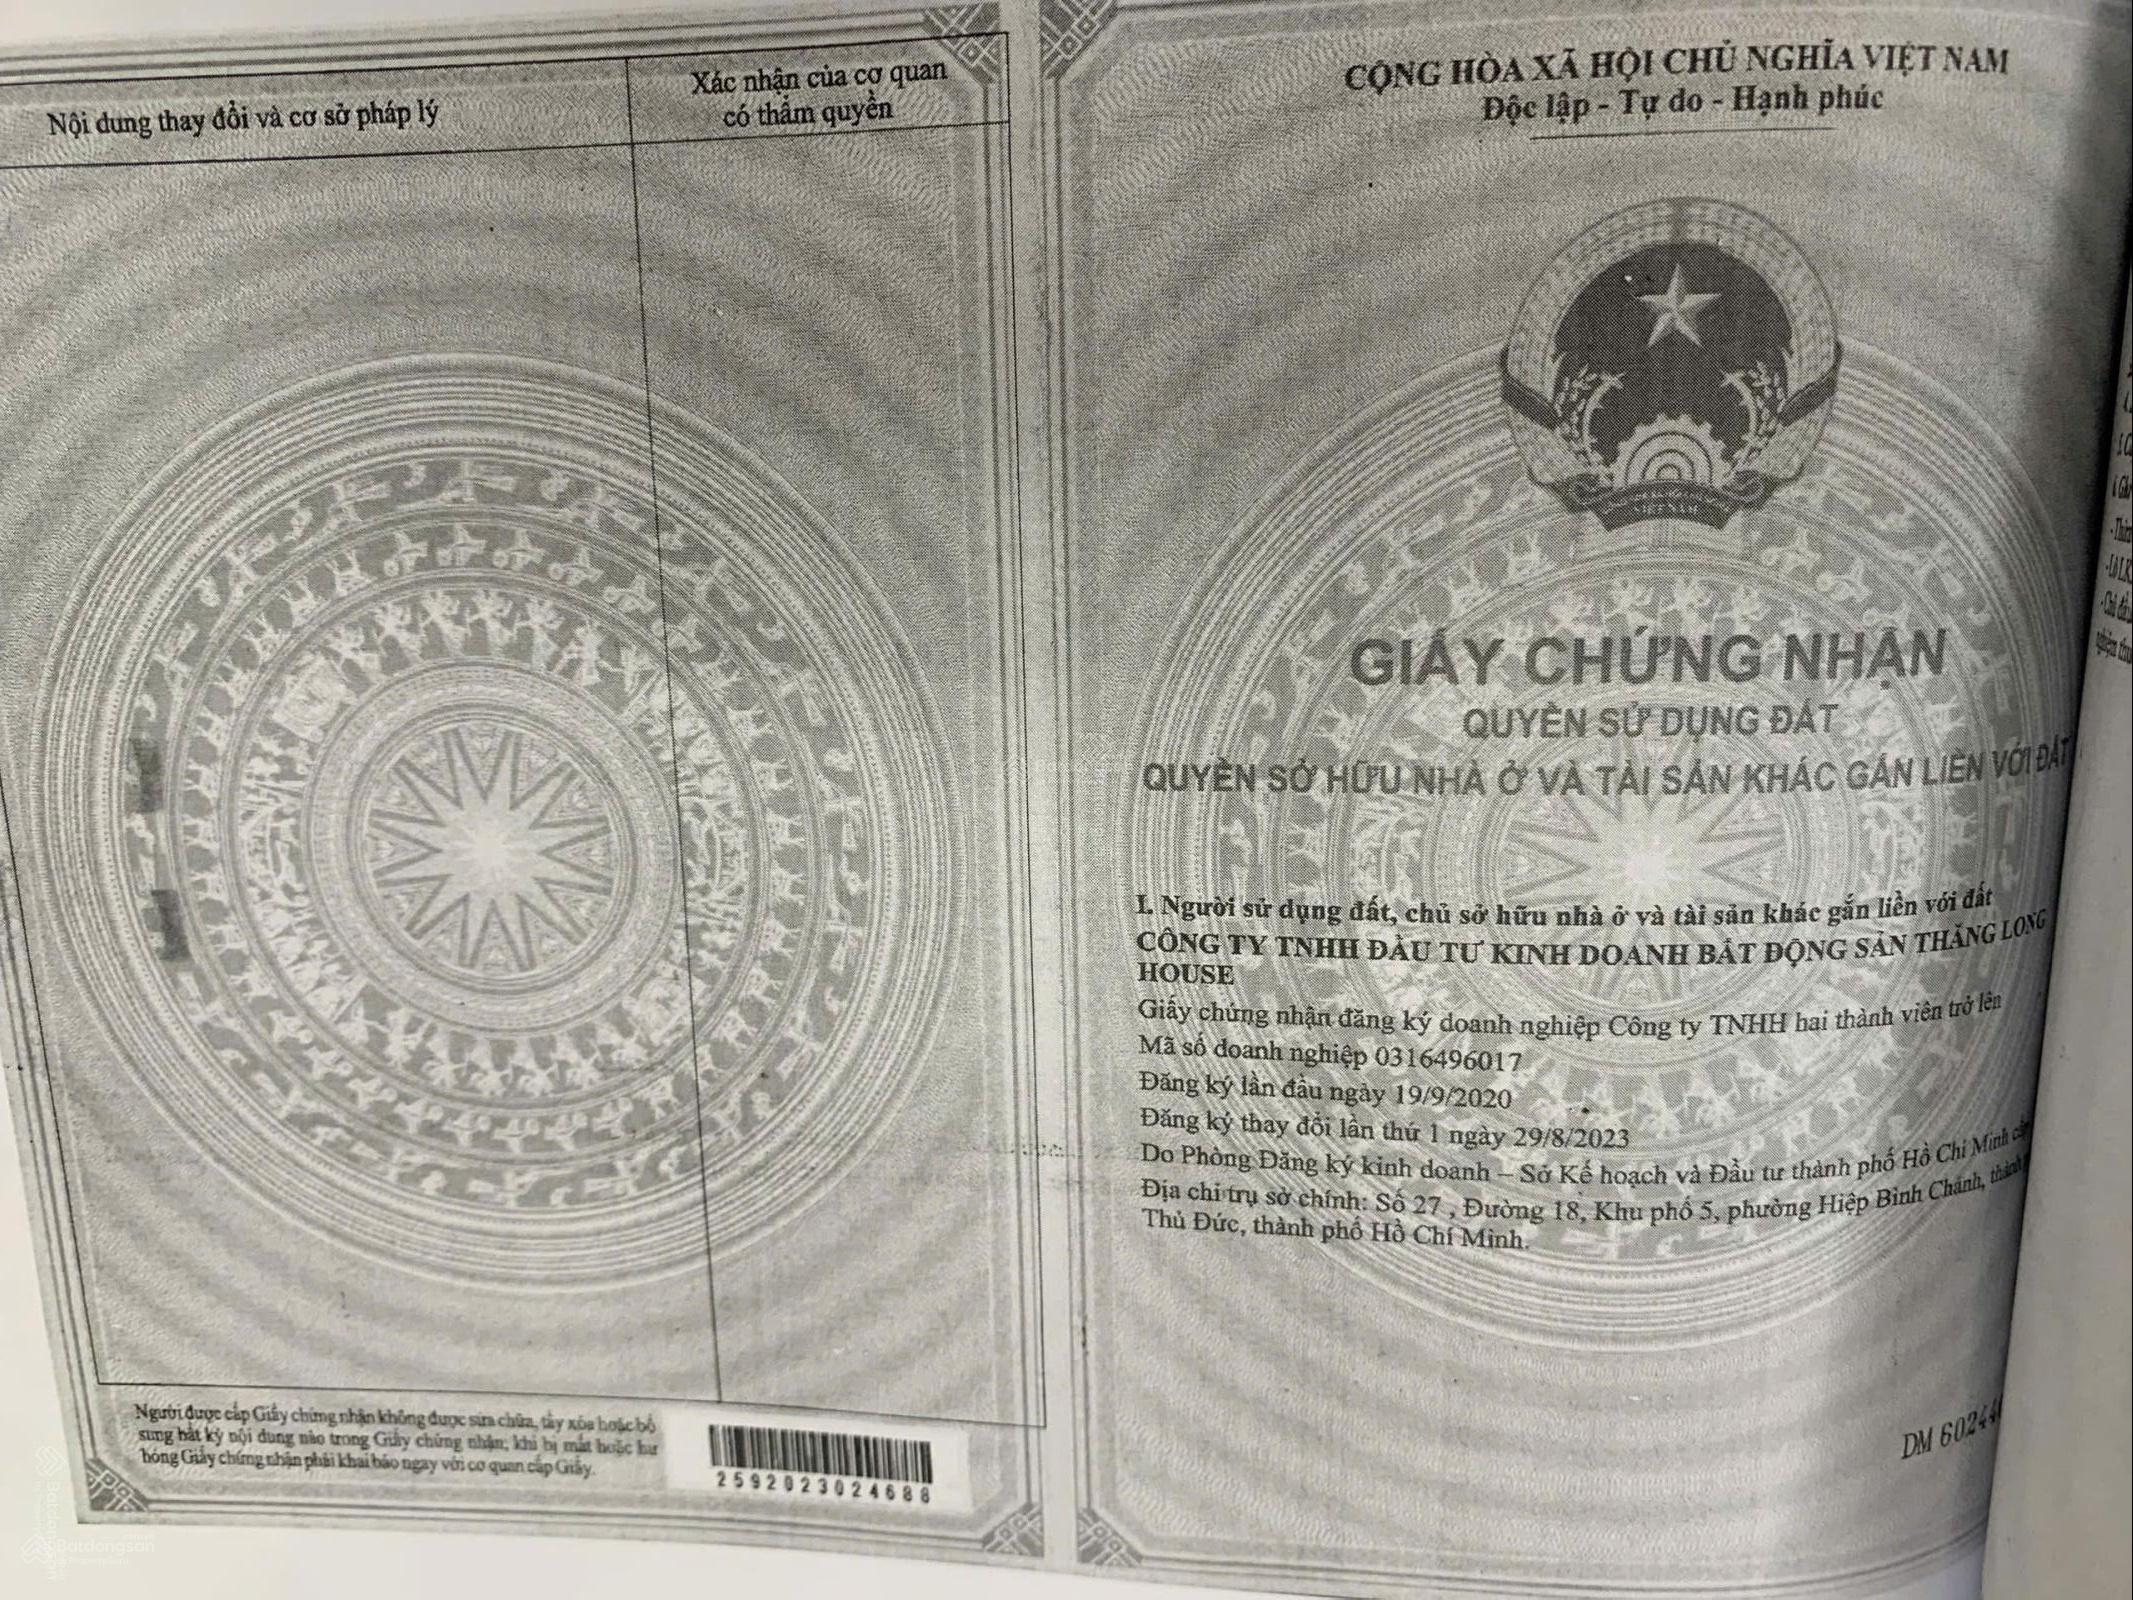 Nội dung thay đổi và cơ sở pháp lý
Xác nhận của cơ quan
có thẩm quyền
Người được cấp Giấy chứng nhận không được sửa chữa, tẩy xóa hoặc bổ
sung bất kỳ nội dung nào trong Giấy chứng nhận; khi bị mất hoặc hư
hỏng Giấy chứng nhận phải khai báo ngay với cơ quan cấp Giấy.
2592023024688
Batdongsan
CỘNG HÒA XÃ HỘI CHỦ NGHĨA VIỆT NAM
Độc lập - Tự do - Hạnh phúc
VIỆT NAM
GIẤY CHỨNG NHẬN
QUYỀN SỬ DỤNG ĐẤT
QUYỀN SỞ HỮU NHÀ Ở VÀ TÀI SẢN KHÁC GẮN LIỀN VỚI ĐẤT
I. Người sử dụng đất, chủ sở hữu nhà ở và tài sản khác gắn liền với đất
CÔNG TY TNHH ĐẦU TƯ KINH DOANH BẤT ĐỘNG SẢN THĂNG LONG
HOUSE
Giấy chứng nhận đăng ký doanh nghiệp Công ty TNHH hai thành viên trở lên
Mã số doanh nghiệp 0316496017
Đăng ký lần đầu ngày 19/9/2020
Đăng ký thay đổi lần thứ 1 ngày 29/8/2023
Do Phòng Đăng ký kinh doanh – Sở Kế hoạch và Đầu tư thành phố Hồ Chí Minh cấp
Địa chỉ trụ sở chính: Số 27 , Đường 18, Khu phố 5, phường Hiệp Bình Chánh, thành
Thủ Đức, thành phố Hồ Chí Minh.
DM 60244